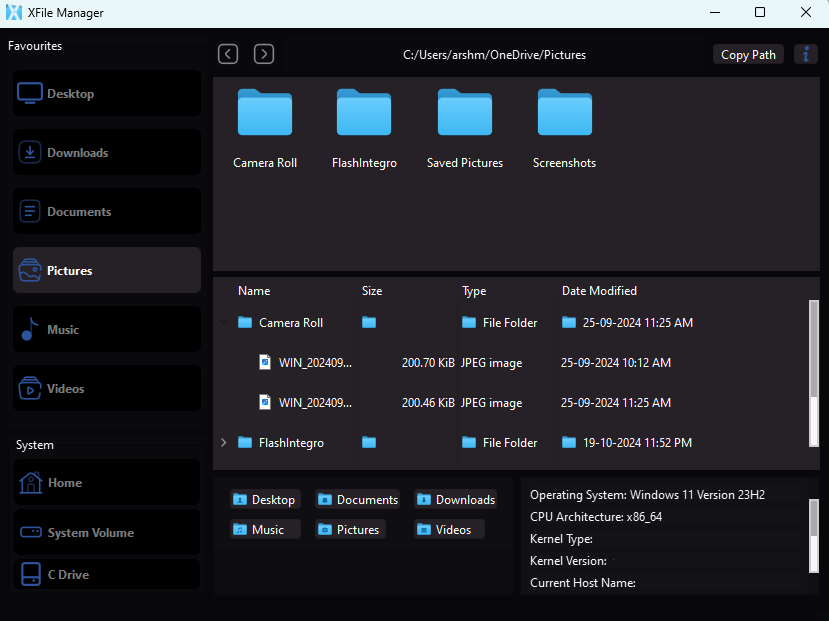 XFile Manager
Favourites
Desktop
Downloads
Documents
Pictures
Music
Videos
System
Home
System Volume
C Drive
C:/Users/arshm/OneDrive/Pictures
Copy Path
i
Camera Roll
FlashIntegro
Saved Pictures
Screenshots
Name Size Type Date Modified
Camera Roll File Folder 25-09-2024 11:25 AM
WIN_202409... 200.70 KiB JPEG image 25-09-2024 10:12 AM
WIN_202409... 200.46 KiB JPEG image 25-09-2024 11:25 AM
FlashIntegro File Folder 19-10-2024 11:52 PM
Desktop Documents Downloads
Music Pictures Videos
Operating System: Windows 11 Version 23H2
CPU Architecture: x86_64
Kernel Type:
Kernel Version:
Current Host Name: